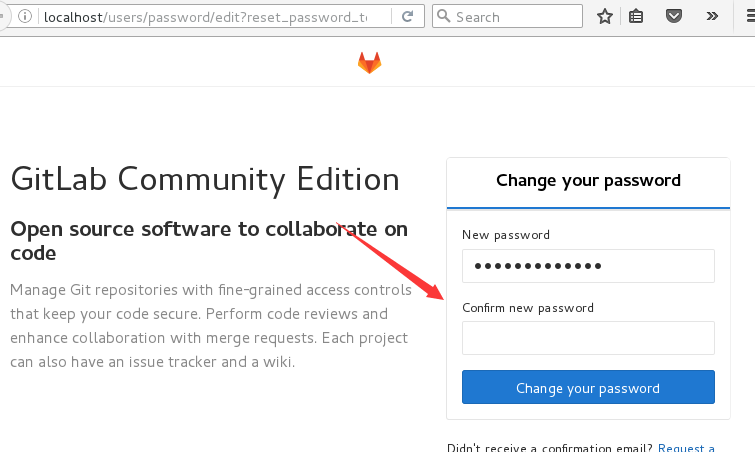 localhost/users/password/edit?reset_password_t
Search
GitLab Community Edition
Change your password
Open source software to collaborate on
code
Manage Git repositories with fine-grained access controls
that keep your code secure. Perform code reviews and
enhance collaboration with merge requests. Each project
can also have an issue tracker and a wiki.
New password
Confirm new password
Change your password
Didn't receive a confirmation email? Request a